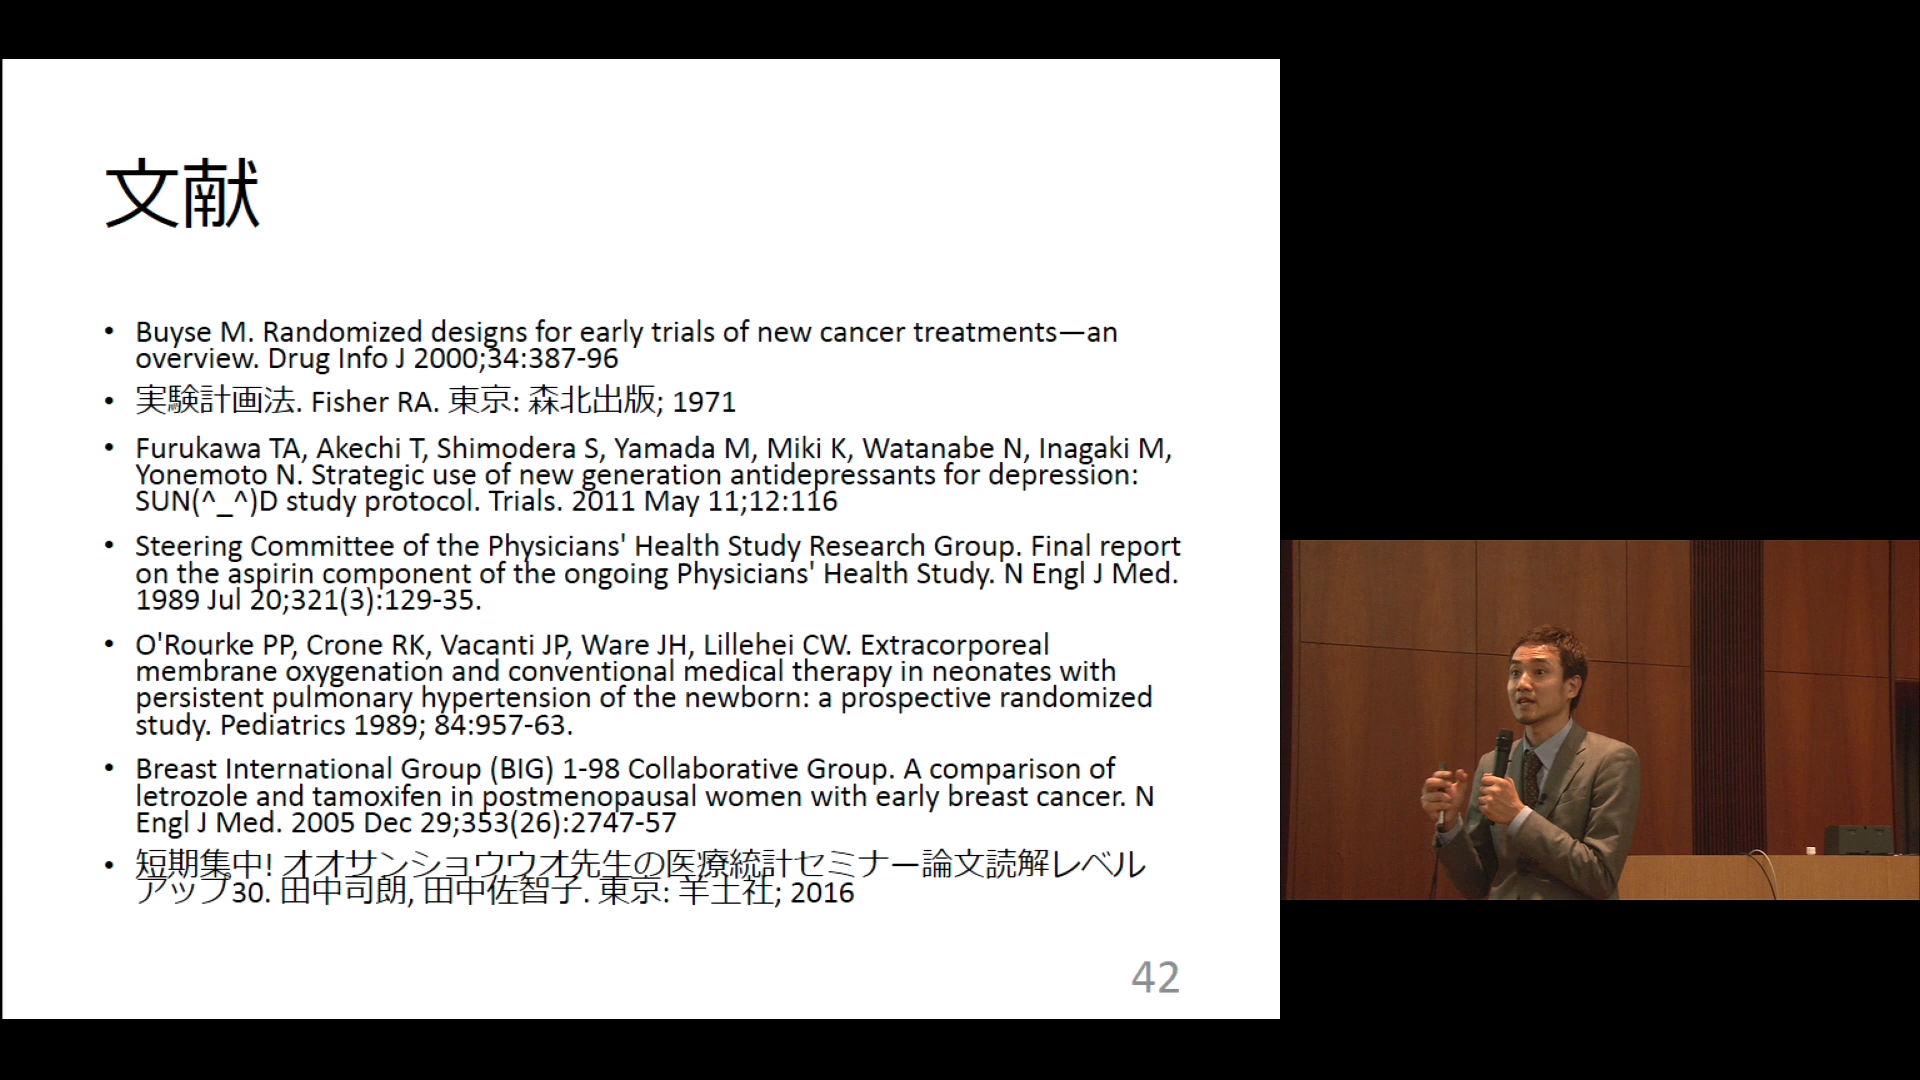 文献
• Buyse M. Randomized designs for early trials of new cancer treatments—an
overview. Drug Info J 2000;34:387-96
• 実験計画法. Fisher RA. 東京: 森北出版; 1971
• Furukawa TA, Akechi T, Shimodera S, Yamada M, Miki K, Watanabe N, Inagaki M,
Yonemoto N. Strategic use of new generation antidepressants for depression:
SUN(^_^)D study protocol. Trials. 2011 May 11;12:116
• Steering Committee of the Physicians' Health Study Research Group. Final report
on the aspirin component of the ongoing Physicians' Health Study. N Engl J Med.
1989 Jul 20;321(3):129-35.
• O'Rourke PP, Crone RK, Vacanti JP, Ware JH, Lillehei CW. Extracorporeal
membrane oxygenation and conventional medical therapy in neonates with
persistent pulmonary hypertension of the newborn: a prospective randomized
study. Pediatrics 1989; 84:957-63.
• Breast International Group (BIG) 1-98 Collaborative Group. A comparison of
letrozole and tamoxifen in postmenopausal women with early breast cancer. N
Engl J Med. 2005 Dec 29;353(26):2747-57
• 短期集中! オオサンショウウオ先生の医療統計セミナー論文読解レベル
アップ30. 田中司朗, 田中佐智子. 東京: 羊土社; 2016
42